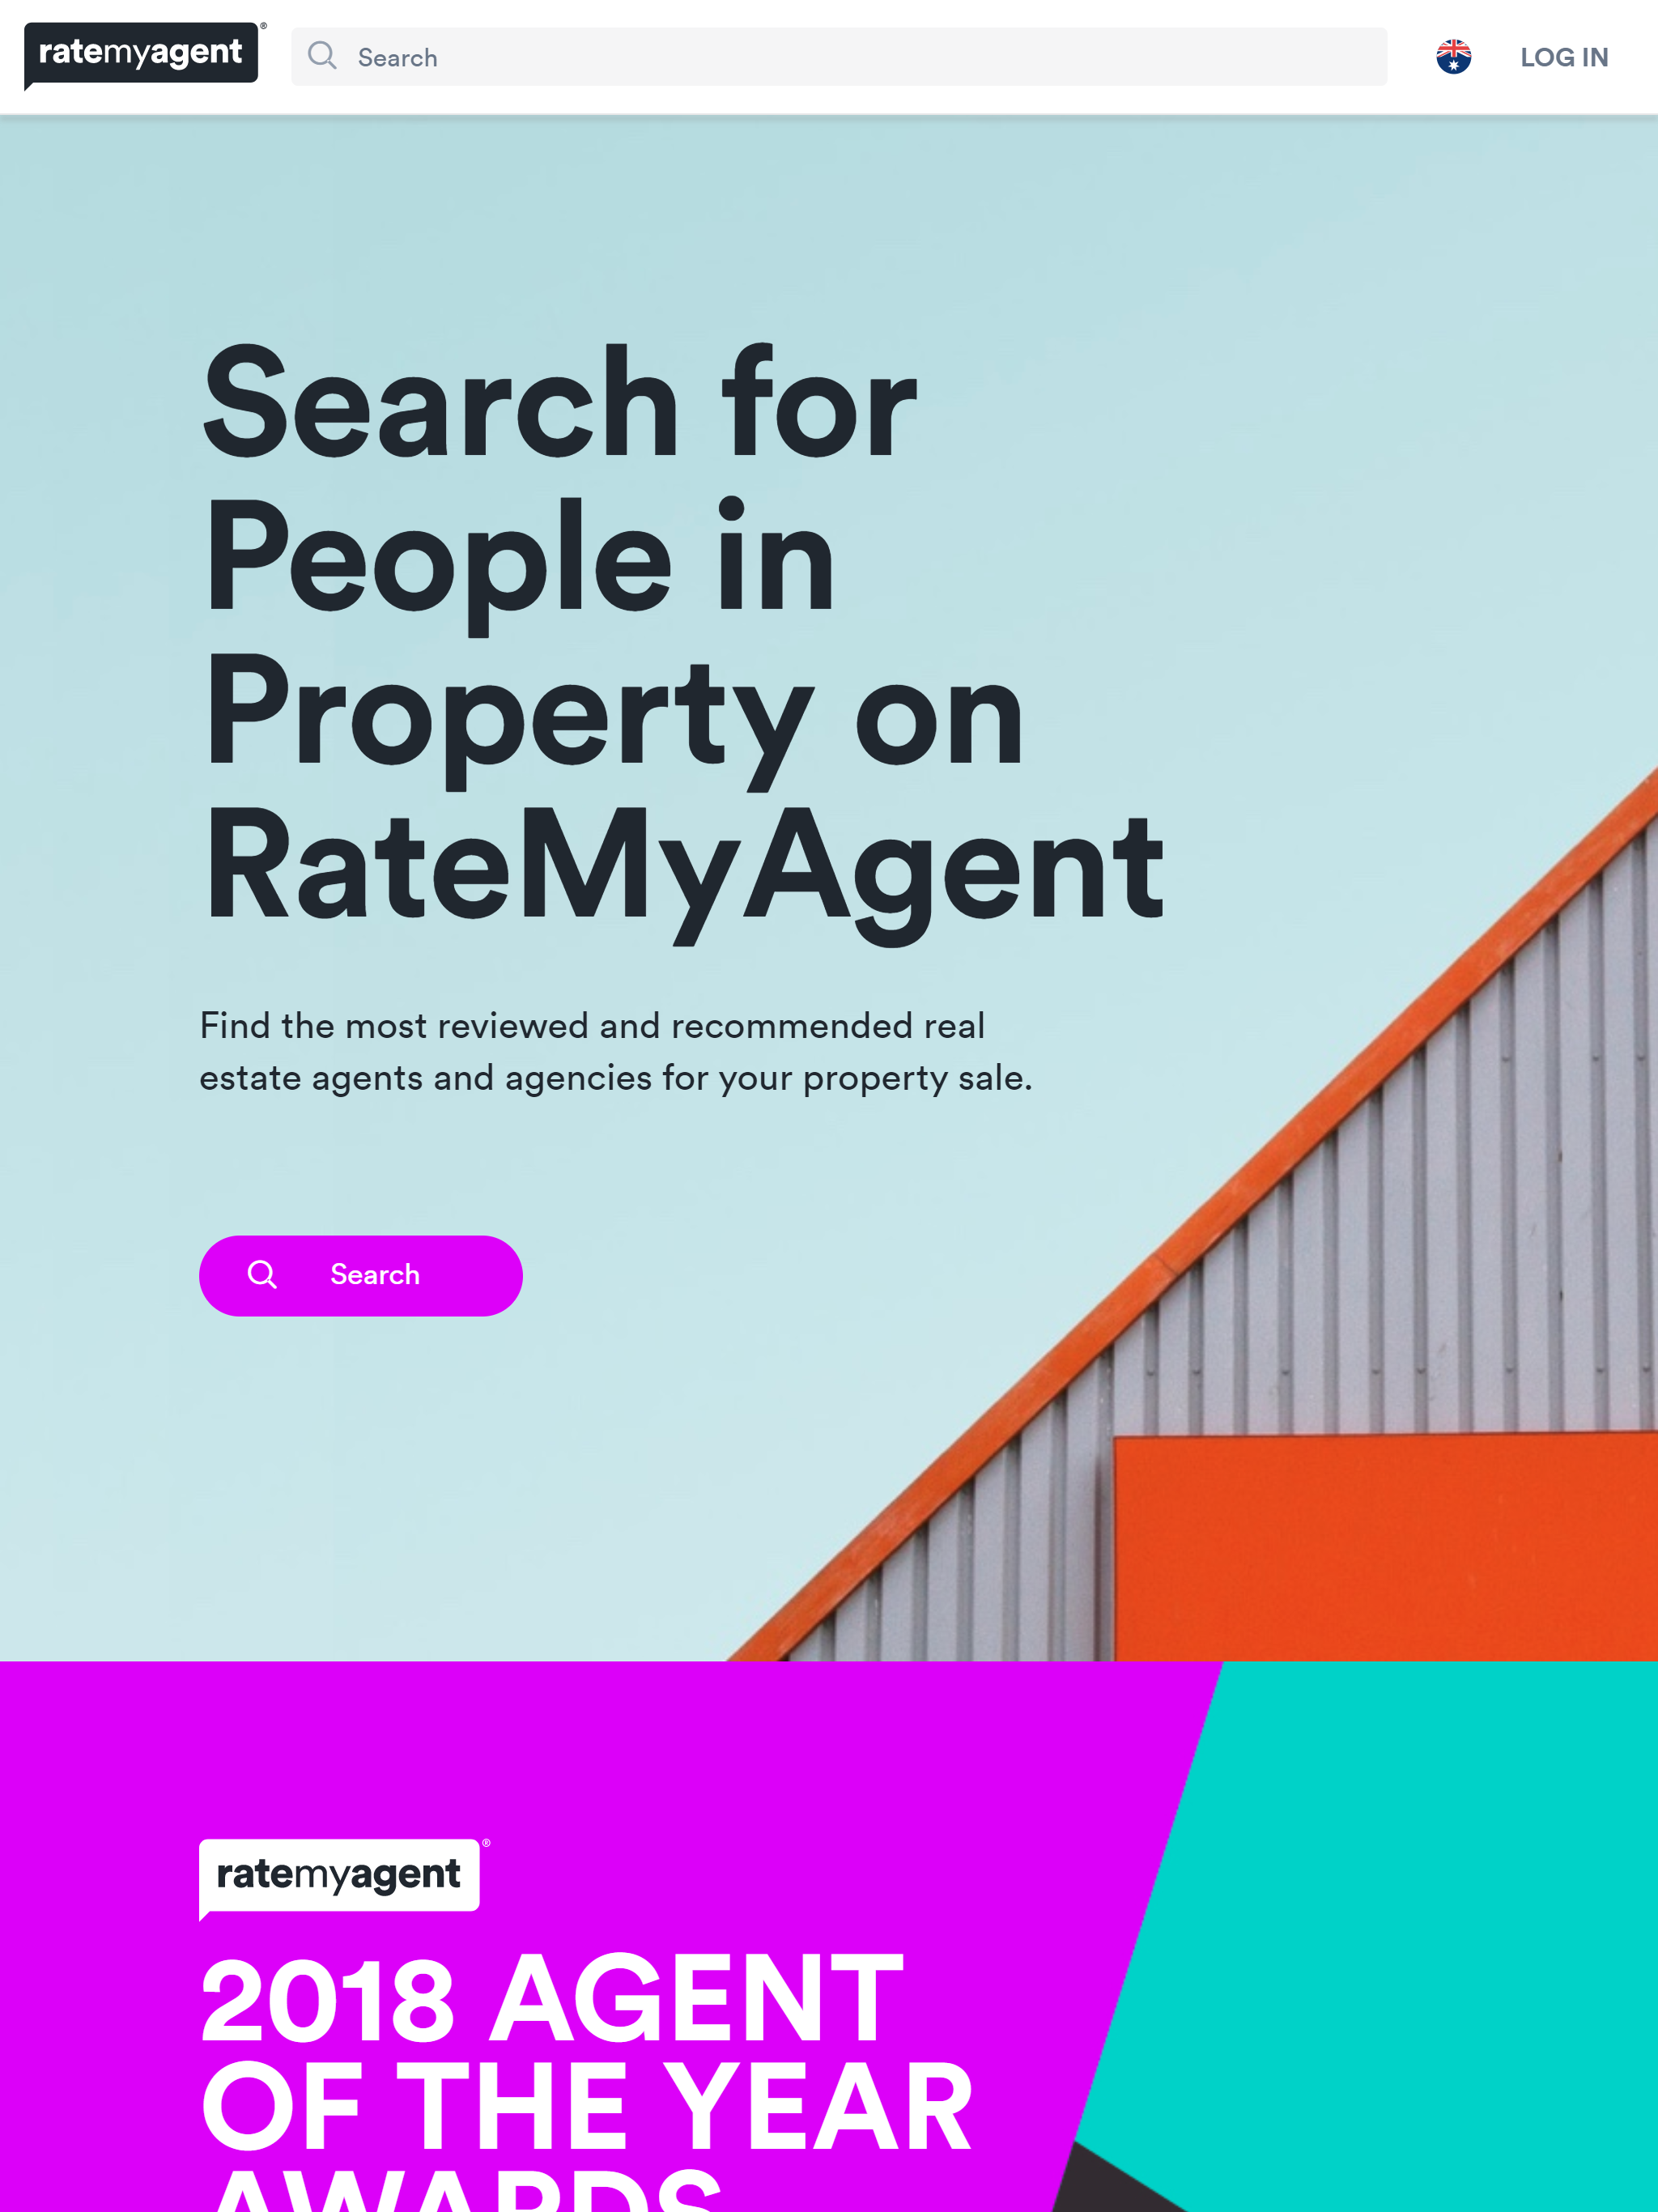 ratemyagent®
Search
LOG IN
Search for
People in
Property on
RateMyAgent
Find the most reviewed and recommended real
estate agents and agencies for your property sale.
Search
ratemyagent®
2018 AGENT
OF THE YEAR
AWARDS